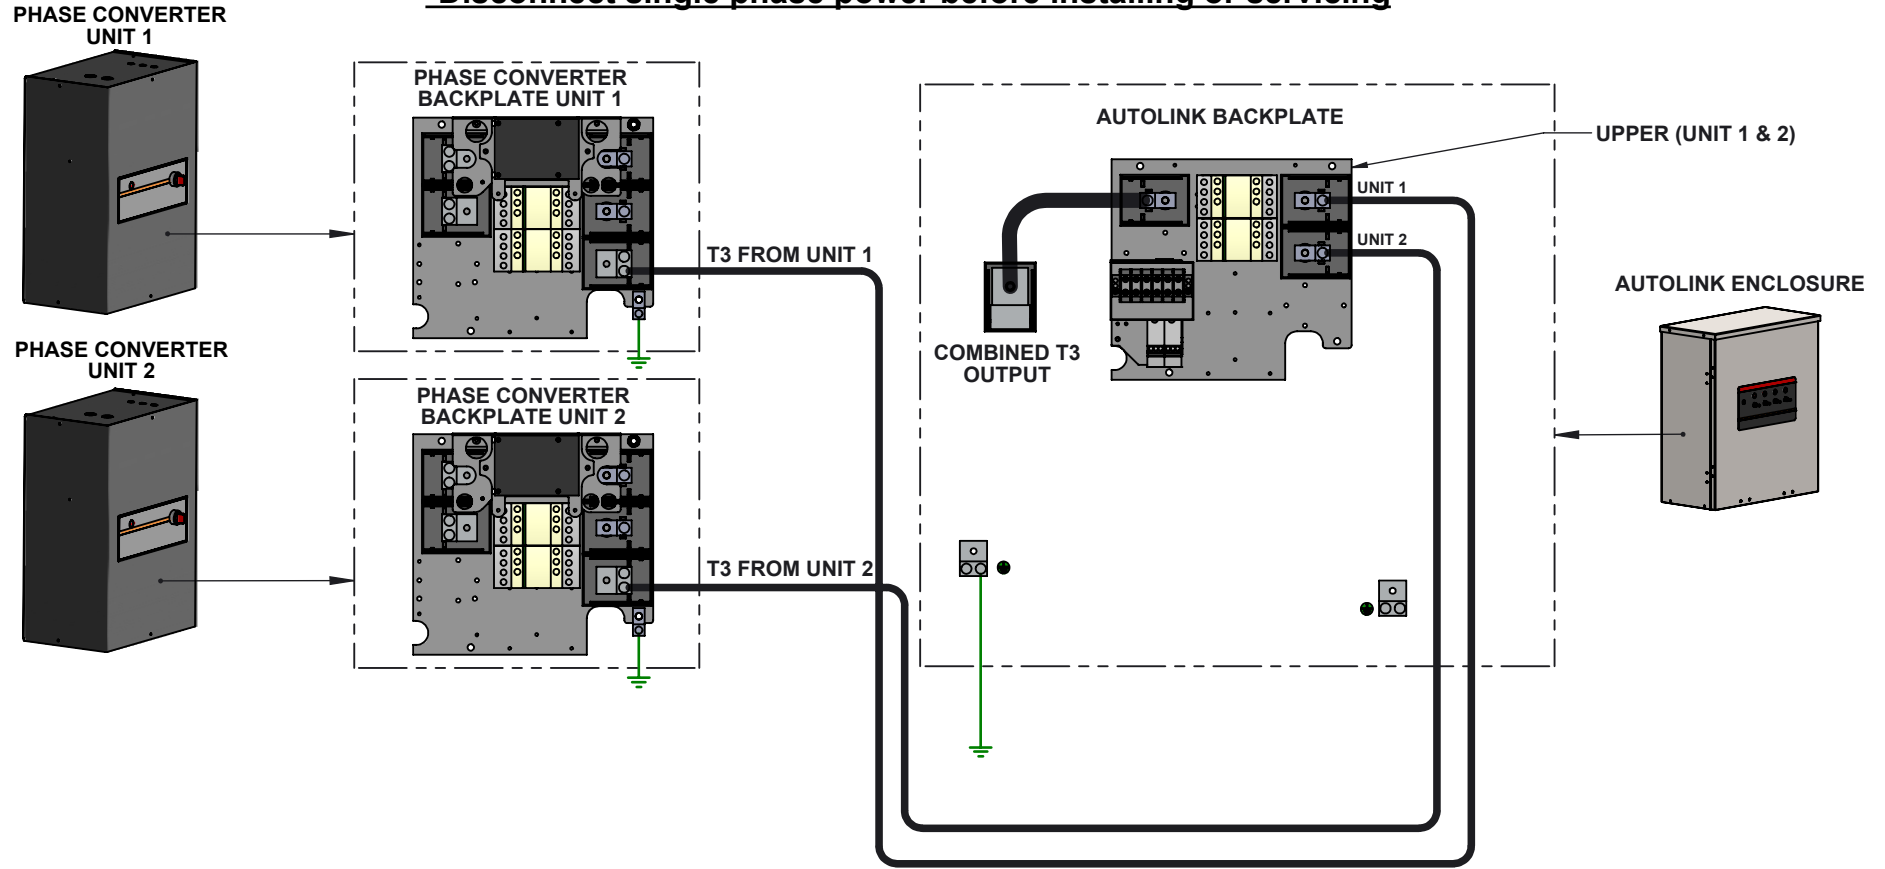 Disconnect single phase power before installing or servicing
PHASE CONVERTER
UNIT 1
PHASE CONVERTER
BACKPLATE UNIT 1
T3 FROM UNIT 1
PHASE CONVERTER
UNIT 2
PHASE CONVERTER
BACKPLATE UNIT 2
T3 FROM UNIT 2
AUTOLINK BACKPLATE
UPPER (UNIT 1 & 2)
UNIT 1
UNIT 2
COMBINED T3
OUTPUT
AUTOLINK ENCLOSURE